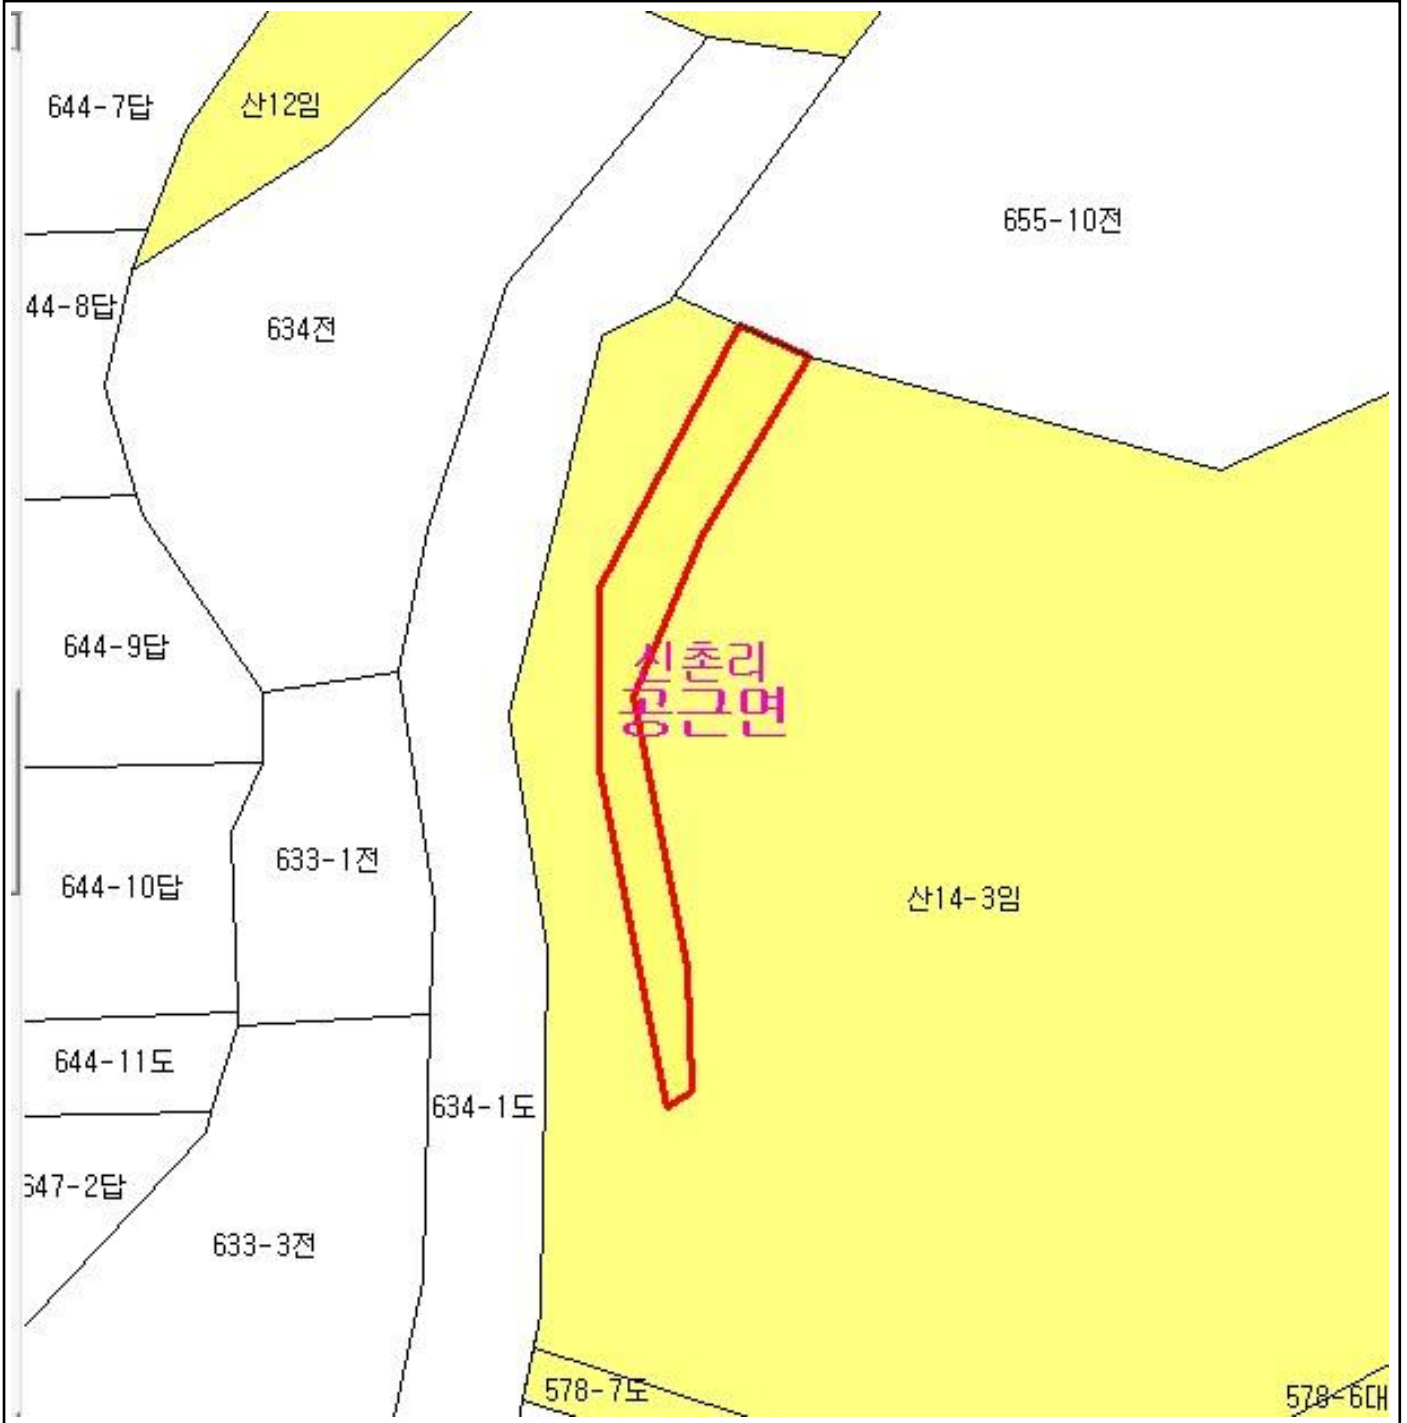 644-7답
산12임
655-10전
44-8답
634전
644-9답
신촌리
공근면
633-1전
644-10답
산14-3임
644-11도
634-1도
647-2답
633-3전
578-7도
578-6대